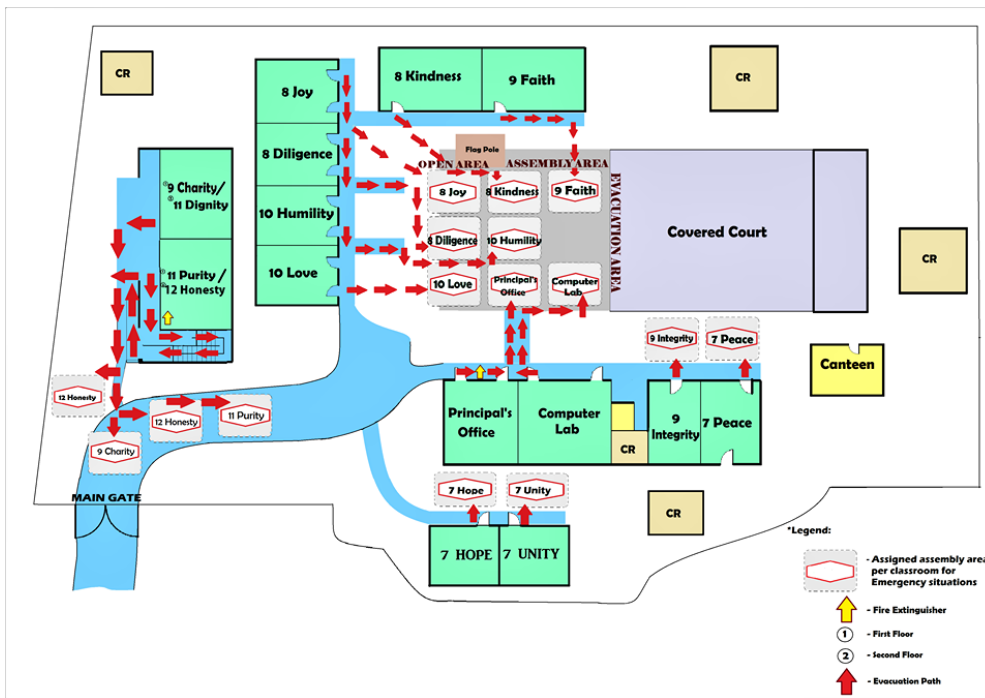 CR
8 Joy
8 Kindness
9 Faith
CR
Flag Pole
OPEN AREA
ASSEMBLY AREA
8 Diligence
9 Charity/
11 Dignity
8 Joy
8 Kindness
9 Faith
EVACUATION AREA
10 Humility
Covered Court
8 Diligence
10 Humility
CR
11 Purity /
12 Honesty
10 Love
10 Love
Principal's
Office
Computer
Lab
9 Integrity
7 Peace
Canteen
12 Honesty
12 Honesty
11 Purity
Principal's
Office
Computer
Lab
9
Integrity
7 Peace
CR
9 Charity
MAIN GATE
7 Hope
7 Unity
CR
7 HOPE
7 UNITY
*Legend:
- Assigned assembly area
per classroom for
Emergency situations
- Fire Extinguisher
1 - First Floor
2 - Second Floor
- Evacuation Path